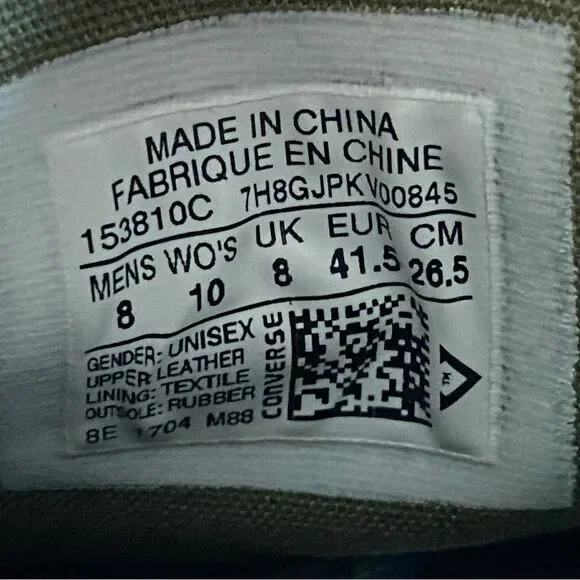 MADE IN CHINA
FABRIQUE EN CHINE
153810C 7H8GJPKV00845
MENS WO'S UK EUR CM
8 10 8 41.5 26.5
GENDER: UNISEX
UPPER: LEATHER
LINING: TEXTILE
OUTSOLE: RUBBER
8E 1704 M88
CONVERSE